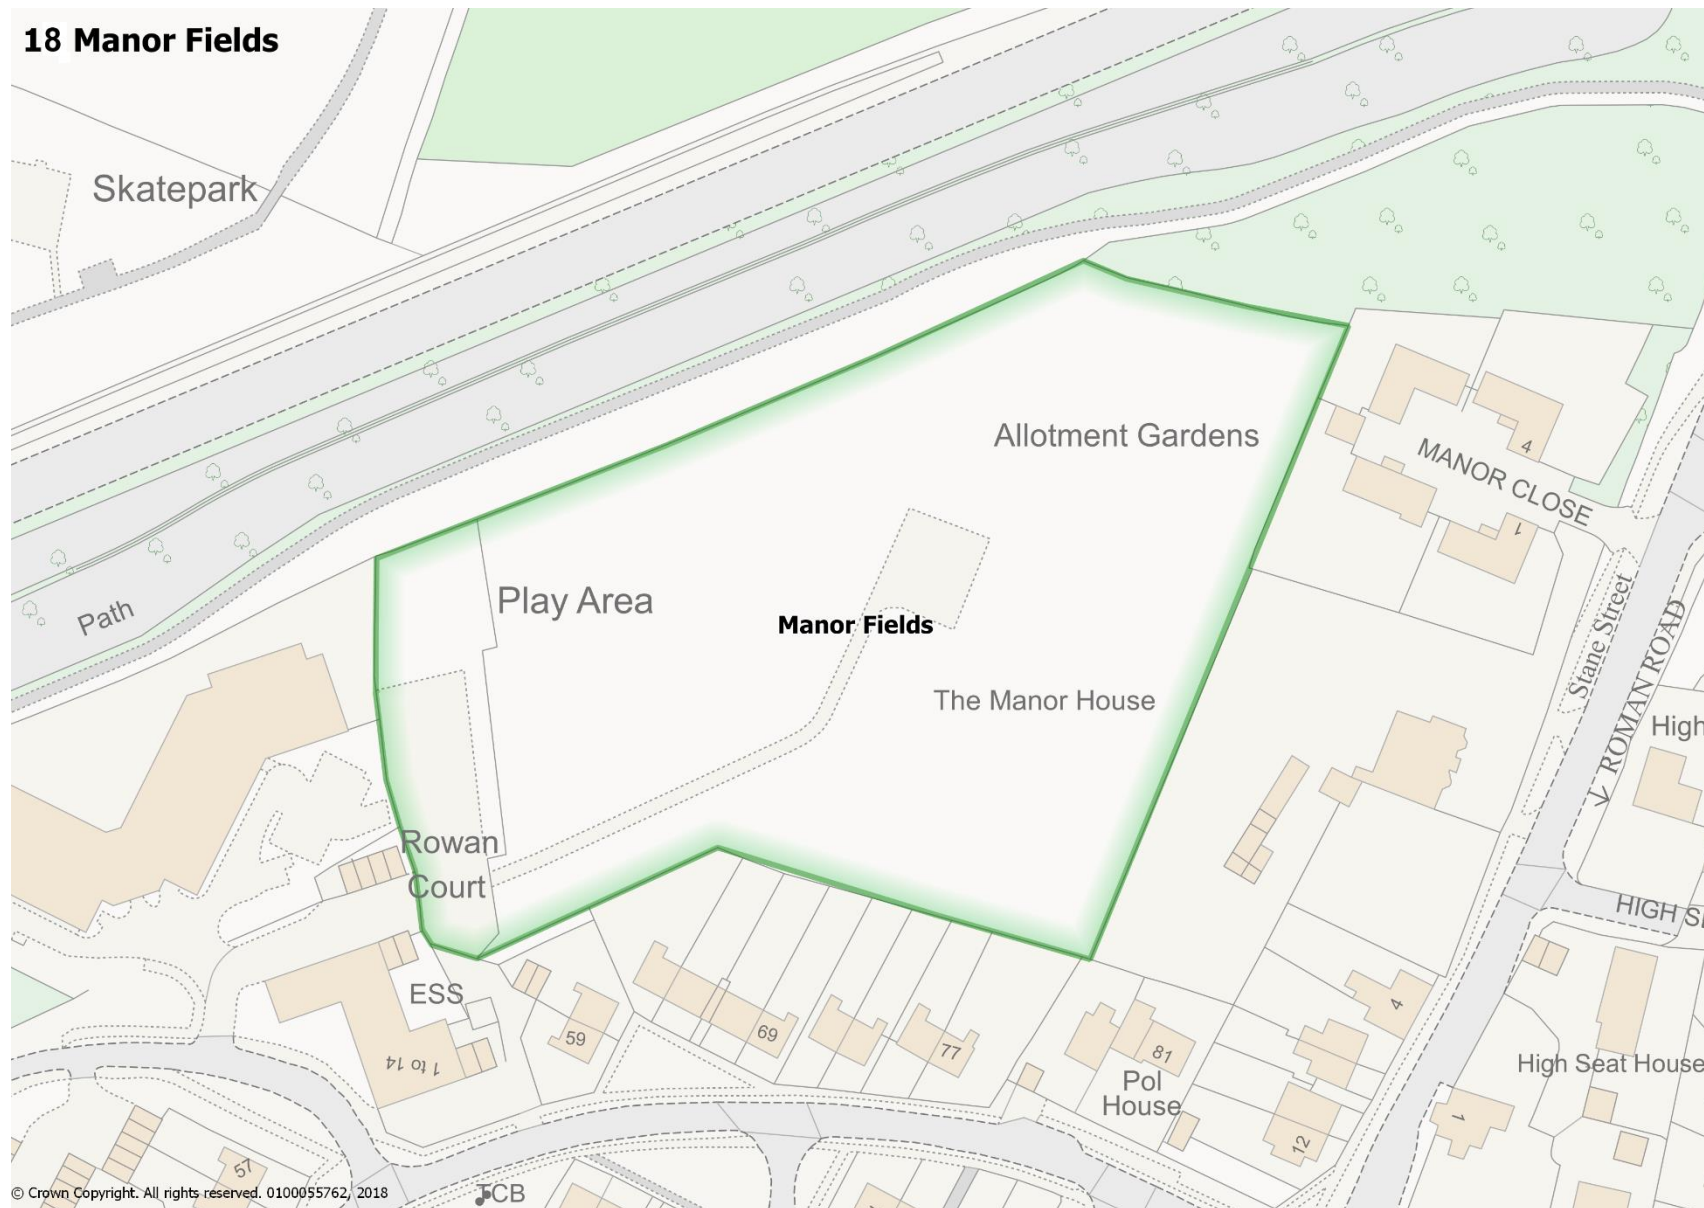 18 Manor Fields
Skatepark
Allotment Gardens
MANOR CLOSE
4
1
Play Area
Path
Manor Fields
Stane Street
ROMAN ROAD
The Manor House
High
Rowan
Court
HIGH S
ESS
59
69
77
81
4
1 to 14
Pol
House
High Seat House
1
12
57
© Crown Copyright. All rights reserved. 0100055762, 2018
TCB